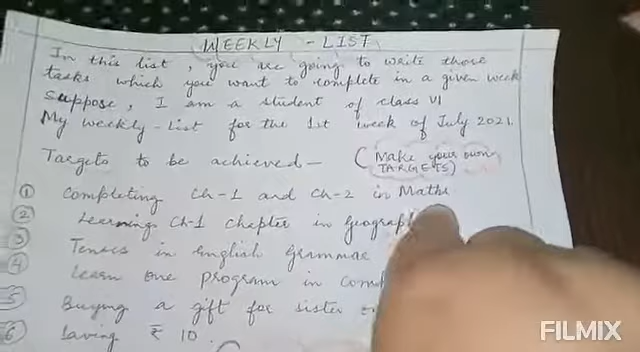 WEEKLY - LIST
In this list, you are going to write those
tasks which you want to complete in a given week
Suppose, I am a student of class VI
My weekly-list for the 1st week of July 2021.
Targets to be achieved - (Make your own
TARGETS)
① Completing Ch-1 and Ch-2 in Maths
② Learning Ch-1 chapter in
③ Tenses in English Grammar
④ Learn one program in
⑤ Buying a gift for sister
⑥ Saving ₹ 10.
FILMIX